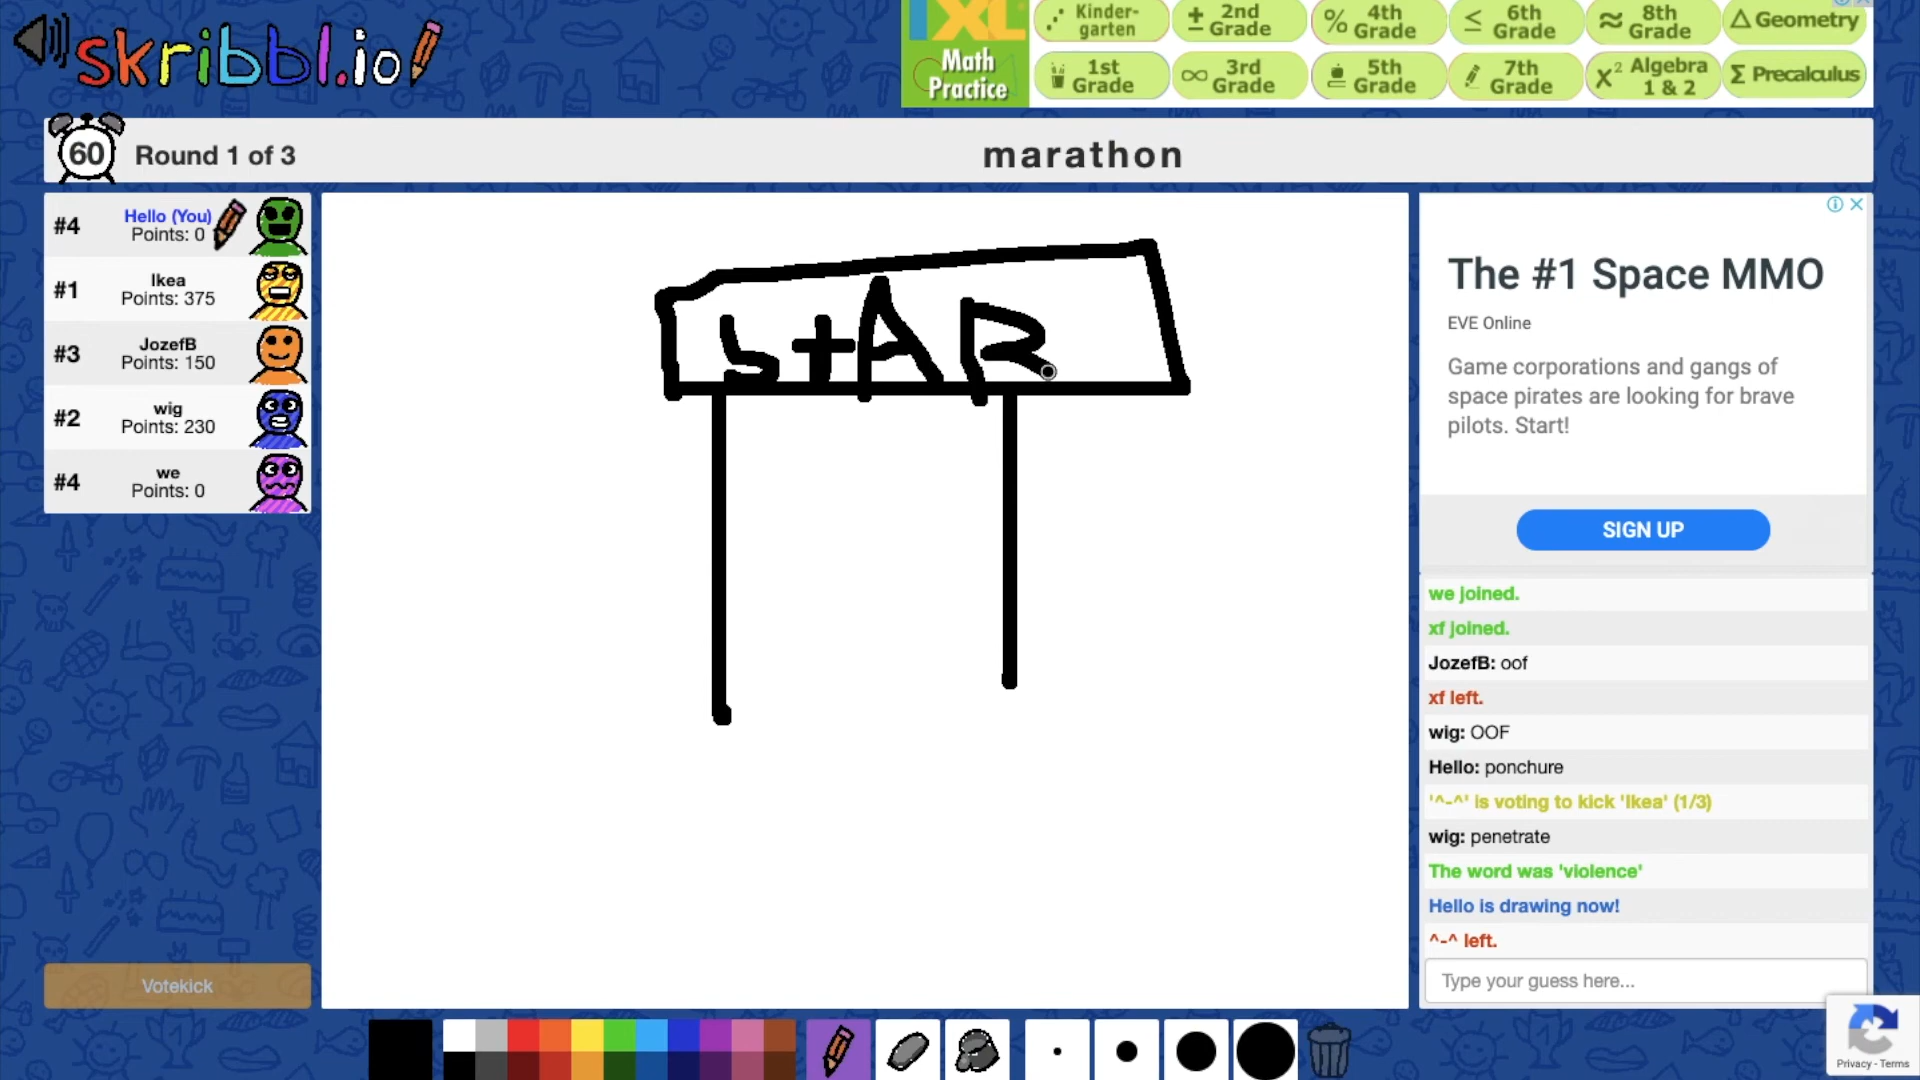 skribbl.io
IXL
Math
Practice
Kinder-
garten
2nd
Grade
4th
Grade
6th
Grade
8th
Grade
Geometry
1st
Grade
3rd
Grade
5th
Grade
7th
Grade
Algebra
1 & 2
Precalculus
60
Round 1 of 3
marathon
#4
Hello (You)
Points: 0
#1
Ikea
Points: 375
#3
JozefB
Points: 150
#2
wig
Points: 230
#4
we
Points: 0
Votekick
stAR
The #1 Space MMO
EVE Online
Game corporations and gangs of
space pirates are looking for brave
pilots. Start!
SIGN UP
we joined.
xf joined.
JozefB: oof
xf left.
wig: OOF
Hello: ponchure
'^-^' is voting to kick 'Ikea' (1/3)
wig: penetrate
The word was 'violence'
Hello is drawing now!
^-^ left.
Type your guess here...
Privacy - Terms